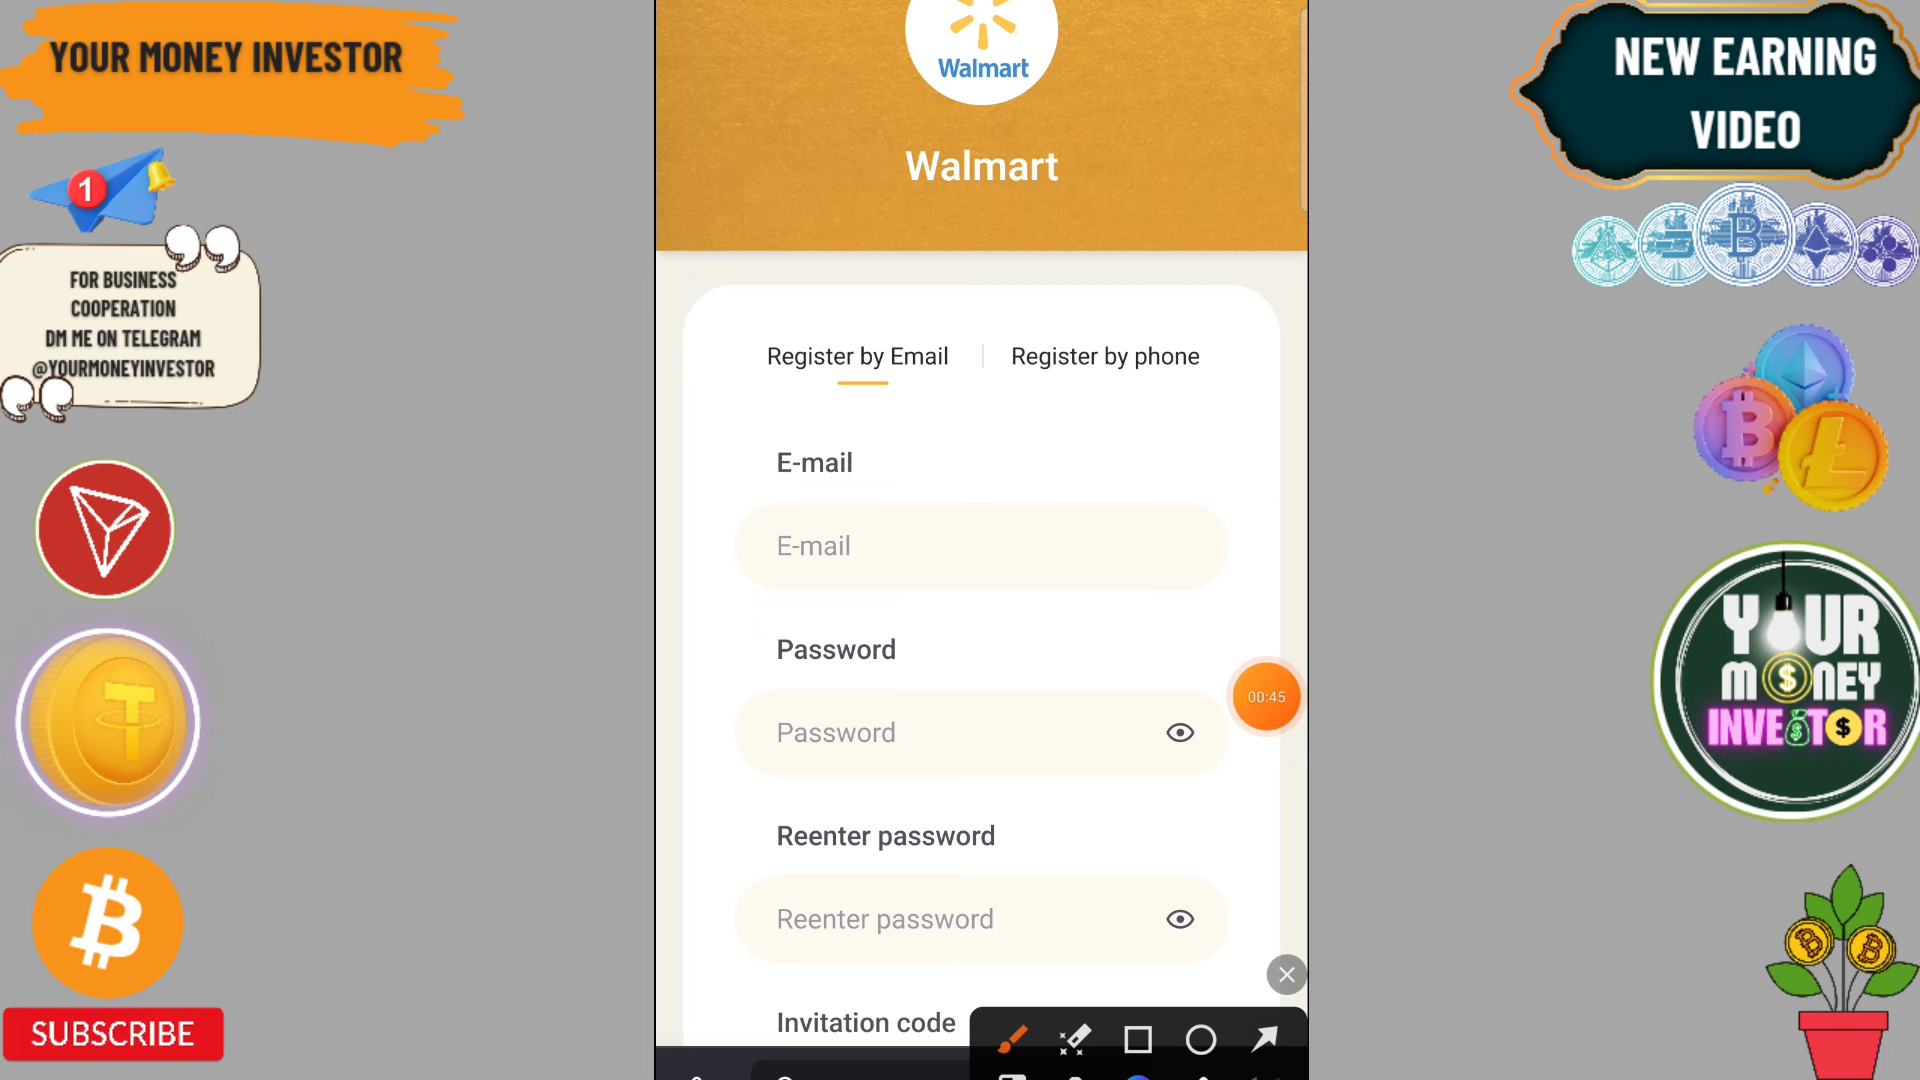 YOUR MONEY INVESTOR
1
FOR BUSINESS
COOPERATION
DM ME ON TELEGRAM
@YOURMONEYINVESTOR
SUBSCRIBE
Walmart
Walmart
Register by Email
Register by phone
E-mail
E-mail
Password
Password
00:45
Reenter password
Reenter password
Invitation code
NEW EARNING
VIDEO
YOUR
MONEY
INVESTOR